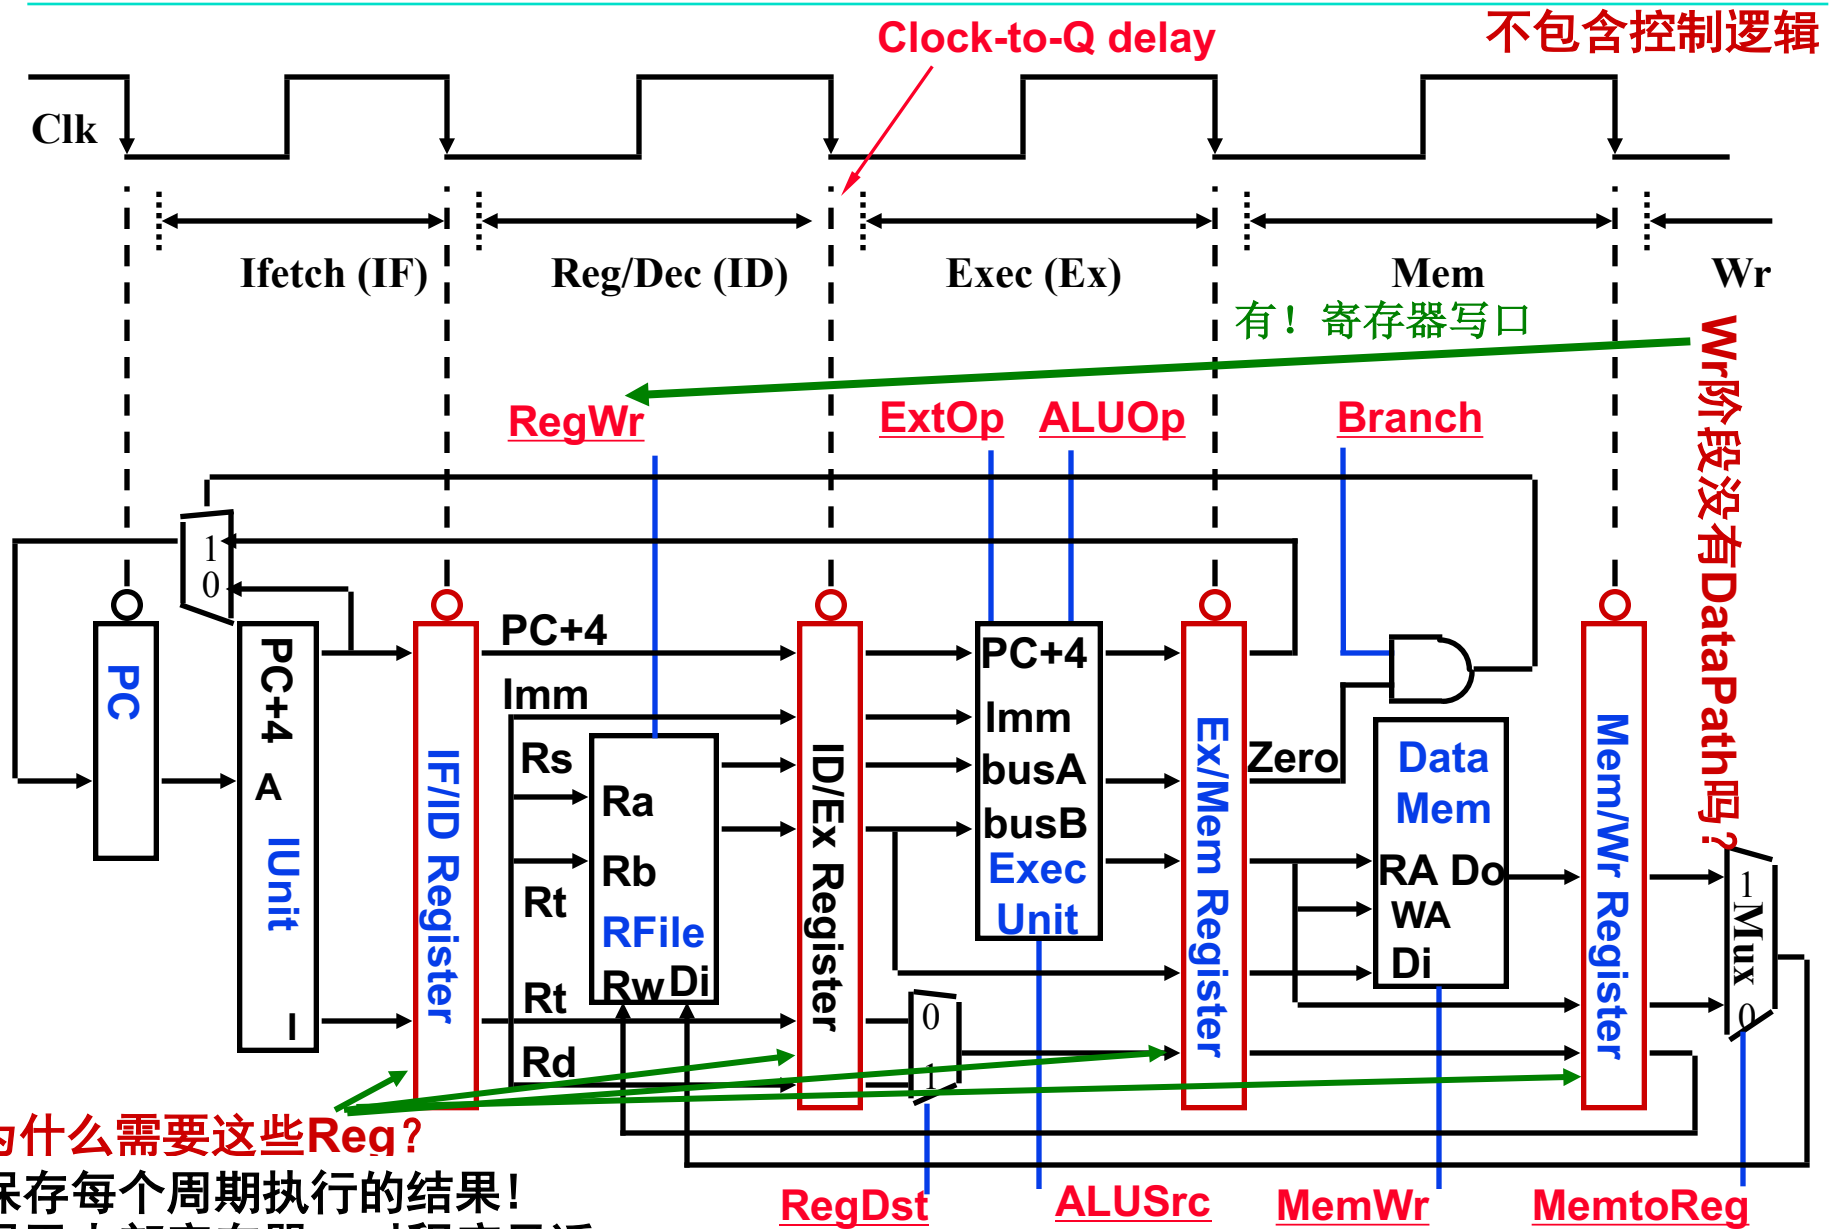 Clock-to-Q delay
不包含控制逻辑
Clk
Ifetch (IF)
Reg/Dec (ID)
Exec (Ex)
Mem
Wr
有！寄存器写口
Wr阶段没有DataPath吗？
RegWr
ExtOp
ALUOp
Branch
1
0
PC
PC+4
A
IUnit
I
IF/ID Register
PC+4
Imm
Rs
Ra
Rb
Rt
RFile
Rw Di
Rt
Rd
ID/Ex Register
PC+4
Imm
busA
busB
Exec
Unit
0
1
Ex/Mem Register
Zero
Data
Mem
RA Do
WA
Di
Mem/Wr Register
1
Mux
0
为什么需要这些Reg？
保存每个周期执行的结果！
RegDst
ALUSrc
MemWr
MemtoReg